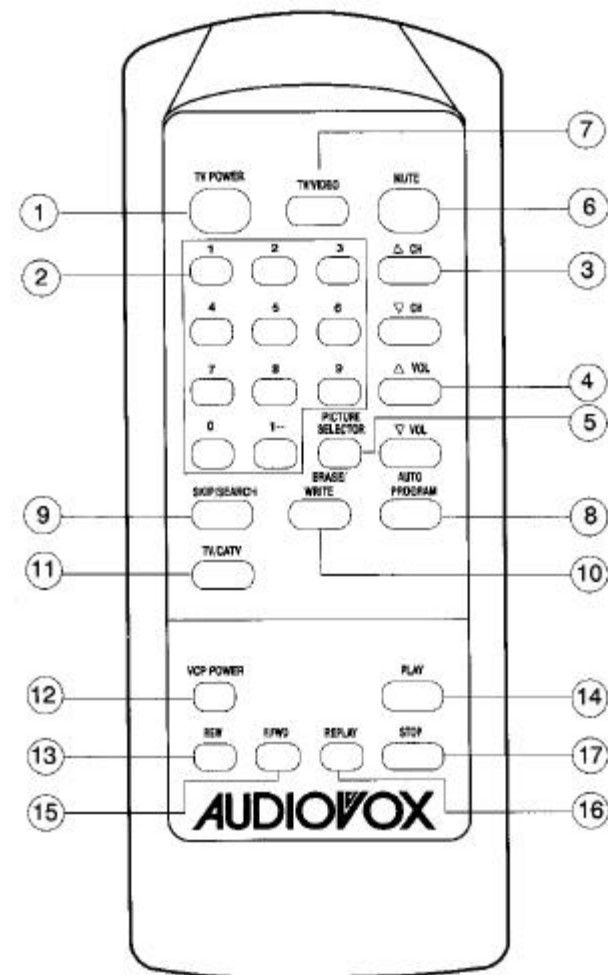 7
TV POWER
TV/VIDEO
MUTE
1
6
1 2 3 △ CH
2
3
4 5 6 ▽ CH
7 8 9 △ VOL
4
5
0 1-- PICTURE SELECTOR ▽ VOL
SKIP/SEARCH
ERASE/
WRITE
AUTO
PROGRAM
9
8
TV/CATV
11
10
VCP POWER
PLAY
12
14
REW F/FWD REPLAY STOP
13
17
15
16
AUDIOVOX